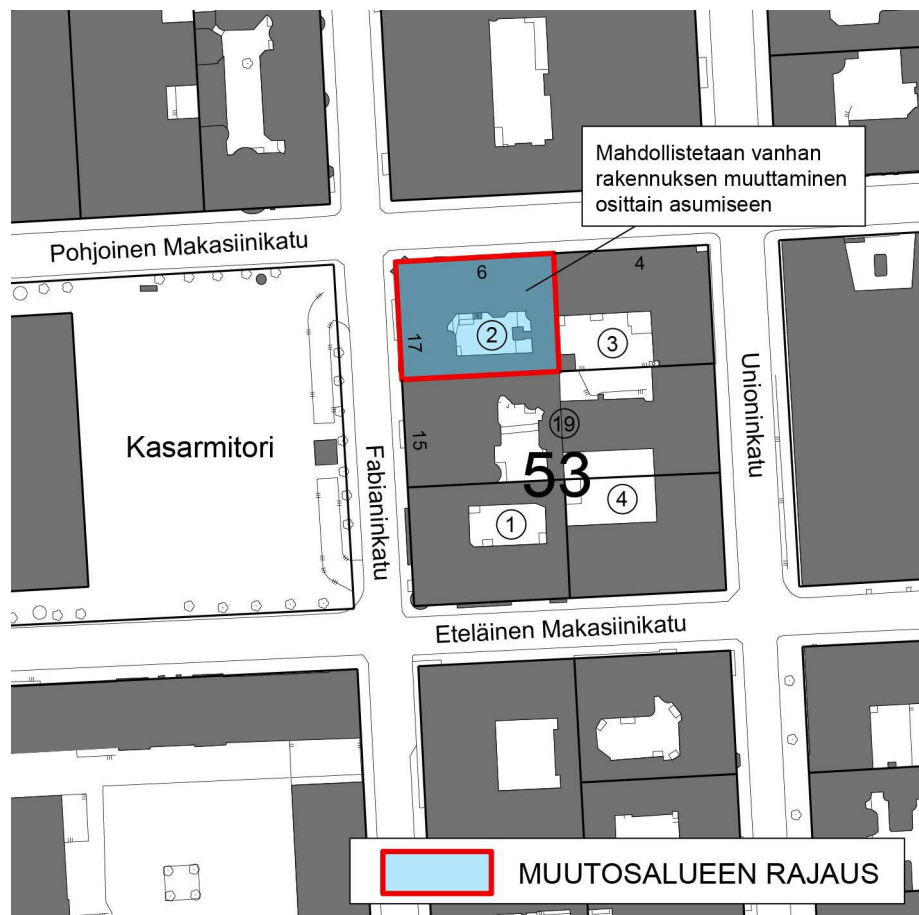 Mahdollistetaan vanhan
rakennuksen muuttaminen
osittain asumiseen
Pohjoinen Makasiinikatu
6
4
2
3
17
Unioninkatu
Kasarmitori
Fabianinkatu
15
19
53
1
4
Eteläinen Makasiinikatu
MUUTOSALUEEN RAJAUS